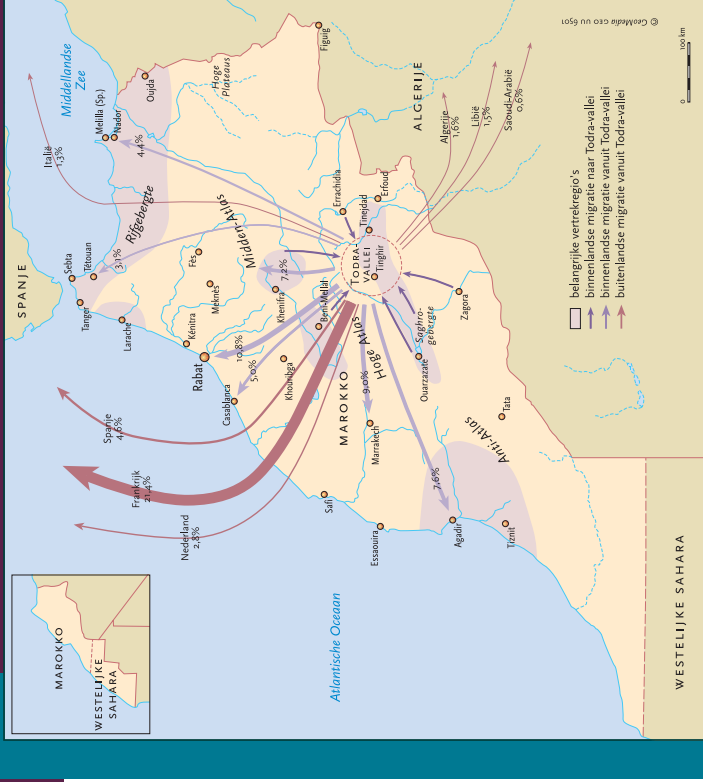 SPANJE
Middellandse
Zee
Italië
1,3%
Melilla (Sp.)
Nador
4,4%
Oujda
Hoge
Plateaus
Figuig
Rifgebergte
Sebta
Tétouan
3,1%
Tanger
Larache
Fès
Meknès
Kénitra
Rabat
Midden-Atlas
7,2%
Khenifra
Beni-Mellal
10,8%
5,0%
Casablanca
Khouribga
Errachidia
Tinejdad
Erfoud
TODRA-
VALLEI
Tinghir
ALGERIJE
Algerije
1,6%
Libië
1,5%
Saoudi-Arabië
0,6%
Spanje
4,6%
Frankrijk
21,4%
Nederland
2,8%
MAROKKO
Hoge Atlas
9,0%
Marrakech
Saghro-
gebergte
Ouarzazate
Zagora
Safi
Essaouira
7,6%
Agadir
Tiznit
Anti-Atlas
Tata
Atlantische Oceaan
WESTELIJKE SAHARA
MAROKKO
WESTELIJKE
SAHARA
belangrijke vertrekregio's
binnenlandse migratie naar Todra-vallei
binnenlandse migratie vanuit Todra-vallei
buitenlandse migratie vanuit Todra-vallei
0 100 km
© GeoMedia GEO UU 6501